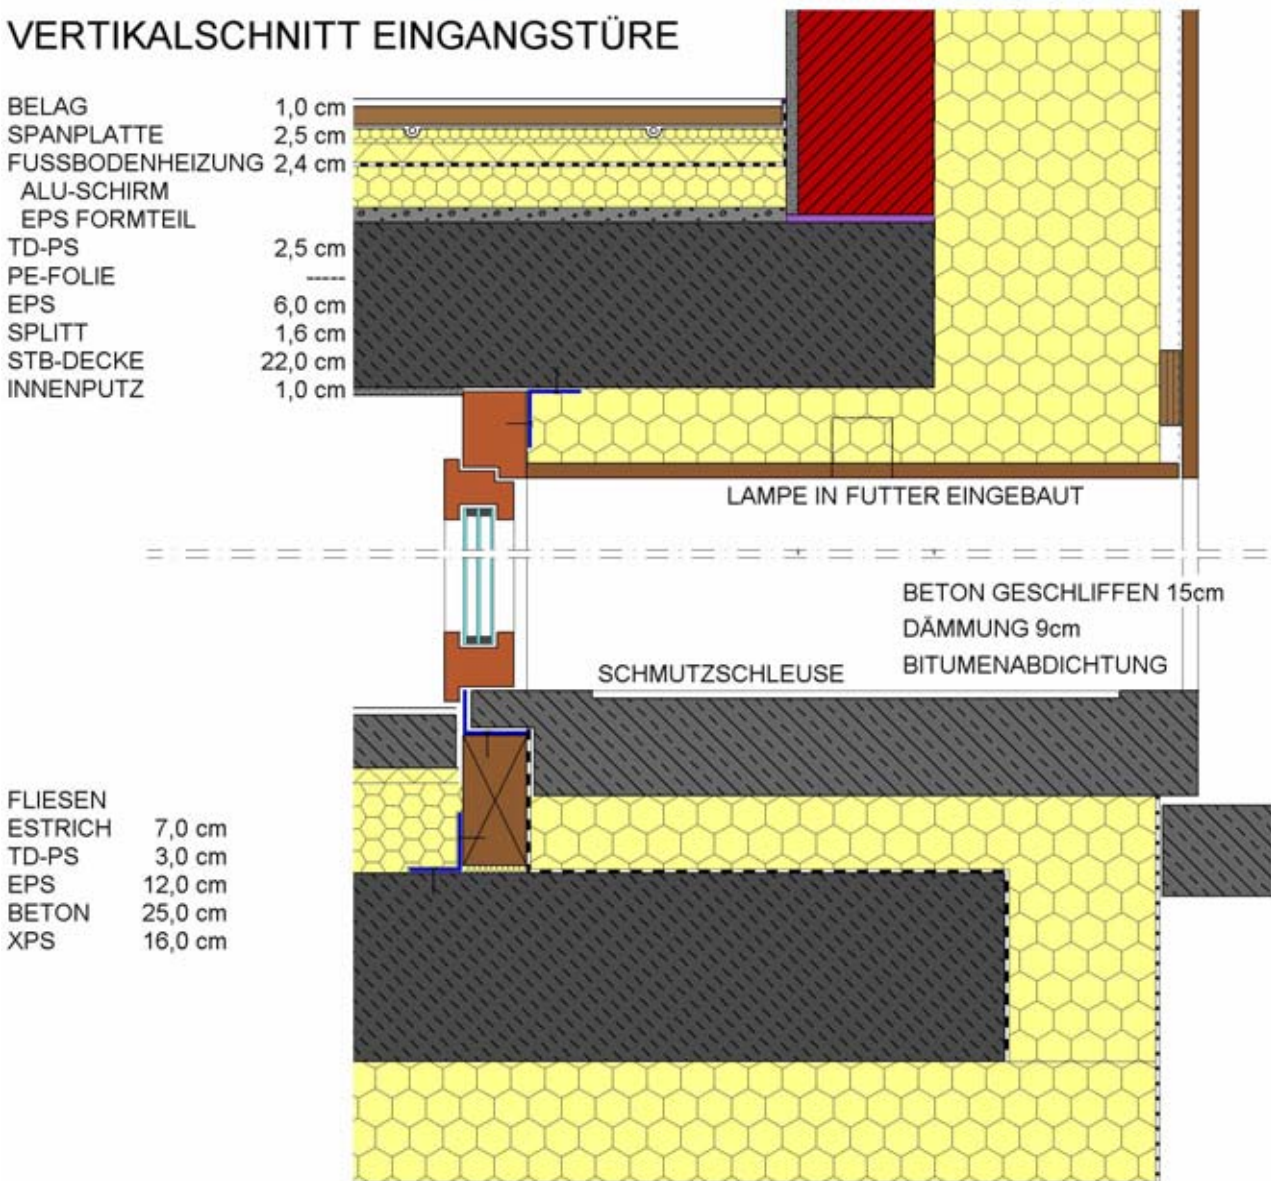 VERTIKALSCHNITT EINGANGSTÜRE
BELAG 1,0 cm
SPANPLATTE 2,5 cm
FUSSBODENHEIZUNG 2,4 cm
ALU-SCHIRM
EPS FORMTEIL
TD-PS 2,5 cm
PE-FOLIE -----
EPS 6,0 cm
SPLITT 1,6 cm
STB-DECKE 22,0 cm
INNENPUTZ 1,0 cm
LAMPE IN FUTTER EINGEBAUT
BETON GESCHLIFFEN 15cm
DÄMMUNG 9cm
BITUMENABDICHTUNG
SCHMUTZSCHLEUSE
FLIESEN
ESTRICH 7,0 cm
TD-PS 3,0 cm
EPS 12,0 cm
BETON 25,0 cm
XPS 16,0 cm